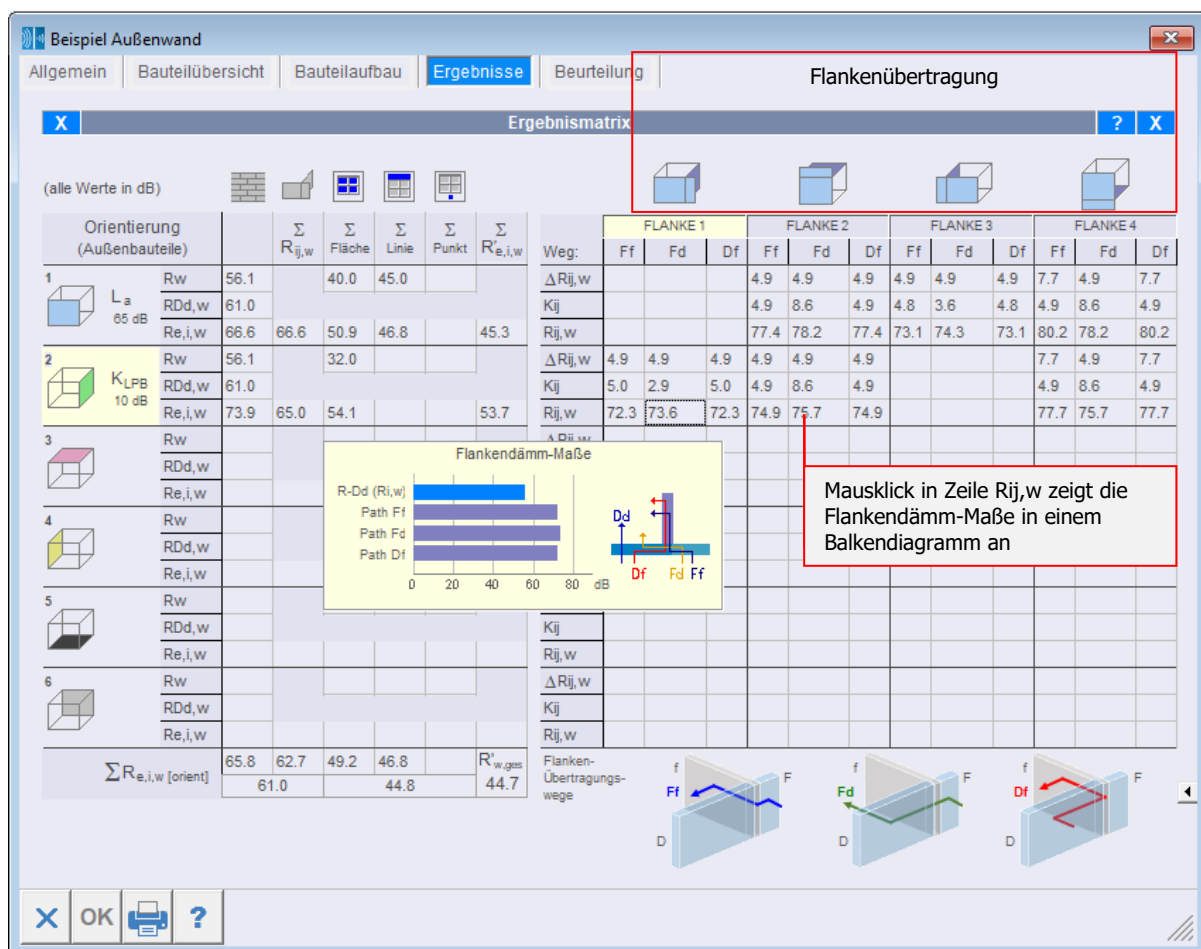 Beispiel Außenwand
Allgemein Bauteilübersicht Bauteilaufbau Ergebnisse Beurteilung
Flankenübertragung
X Ergebnismatrix ? X
(alle Werte in dB)
Orientierung Σ Σ Σ Σ Σ FLANKE 1 FLANKE 2 FLANKE 3 FLANKE 4
(Außenbauteile) Rij,w Fläche Linie Punkt R'e,i,w Weg: Ff Fd Df Ff Fd Df Ff Fd Df Ff Fd Df
1 Rw 56.1 40.0 45.0 ΔRij,w 4.9 4.9 4.9 4.9 4.9 4.9 7.7 4.9 7.7
La 65 dB RDd,w 61.0 Kij 4.9 8.6 4.9 4.8 3.6 4.8 4.9 8.6 4.9
Re,i,w 66.6 66.6 50.9 46.8 45.3 Rij,w 77.4 78.2 77.4 73.1 74.3 73.1 80.2 78.2 80.2
2 Rw 56.1 32.0 ΔRij,w 4.9 4.9 4.9 4.9 4.9 4.9 7.7 4.9 7.7
KLPB 10 dB RDd,w 61.0 Kij 5.0 2.9 5.0 4.9 8.6 4.9 4.9 8.6 4.9
Re,i,w 73.9 65.0 54.1 53.7 Rij,w 72.3 73.6 72.3 74.9 75.7 74.9 77.7 75.7 77.7
3 Rw ΔRij,w
RDd,w
Re,i,w
Flankendämm-Maße
R-Dd (Ri,w)
Path Ff
Path Fd
Path Df
0 20 40 60 80 dB
Dd
Df Fd Ff
Mausklick in Zeile Rij,w zeigt die
Flankendämm-Maße in einem
Balkendiagramm an
4 Rw
RDd,w
Re,i,w
5 Rw
RDd,w Kij
Re,i,w Rij,w
6 Rw ΔRij,w
RDd,w Kij
Re,i,w Rij,w
ΣRe,i,w [orient] 65.8 62.7 49.2 46.8 R'w,ges
61.0 44.8 44.7
Flanken-
Übertragungs-
wege
f F Ff D
f F Fd D
f F Df D
OK ?